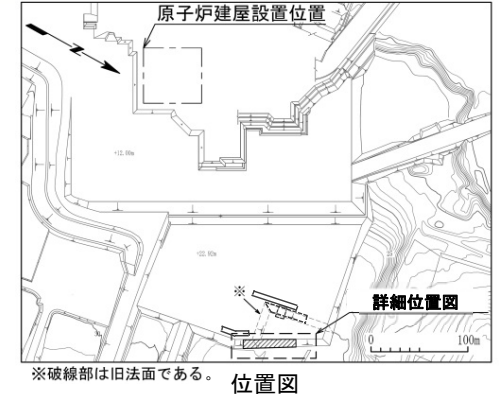 原子炉建屋設置位置
N
+12.00m
+22.00m
※
詳細位置図
0 100m
※破線部は旧法面である。
位置図